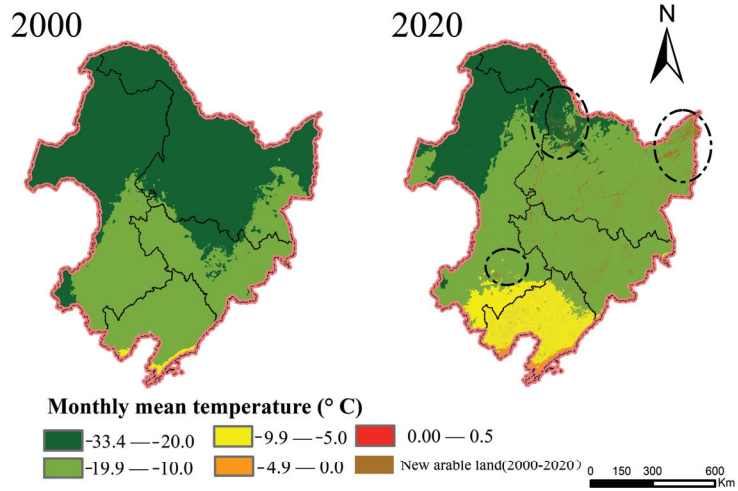 2000
2020
N
Monthly mean temperature (° C)
-33.4 — -20.0
-9.9 — -5.0
0.00 — 0.5
-19.9 — -10.0
-4.9 — 0.0
New arable land(2000-2020)
0 150 300 600
Km